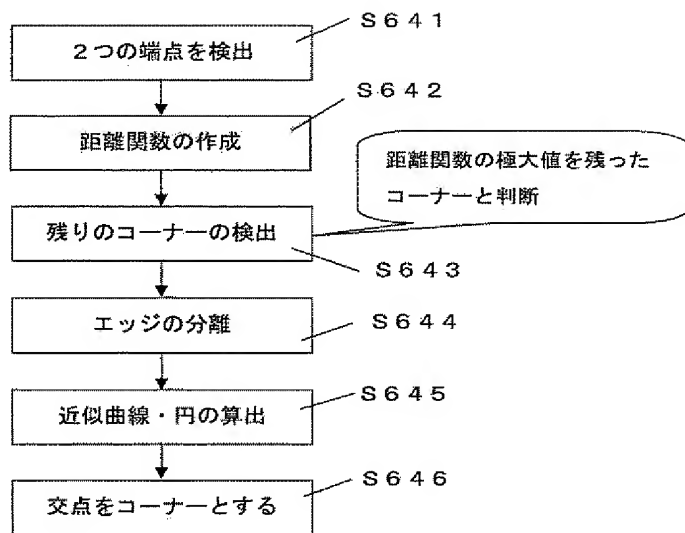 S641
2つの端点を検出
S642
距離関数の作成
距離関数の極大値を残った
コーナーと判断
残りのコーナーの検出
S643
エッジの分離
S644
近似曲線・円の算出
S645
交点をコーナーとする
S646